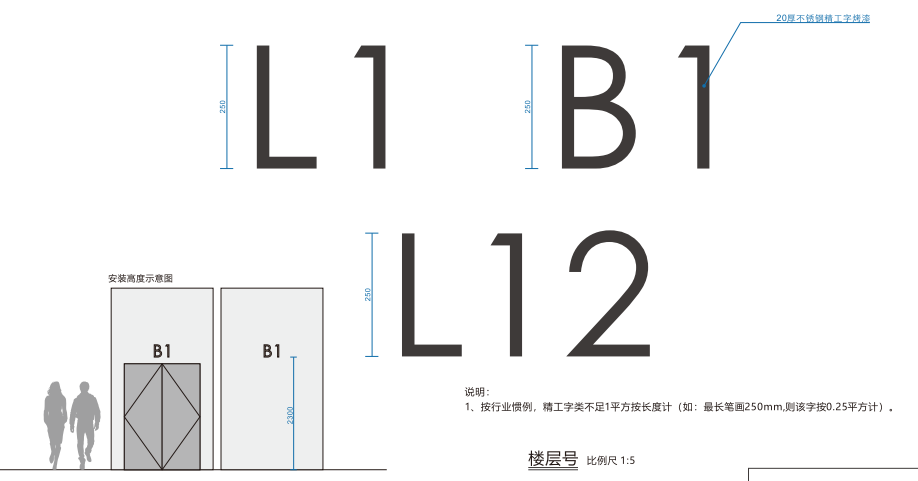 20厚不锈钢精工字烤漆
250
L1
250
B1
250
L12
安装高度示意图
B1
B1
2300
说明：
1、按行业惯例，精工字类不足1平方按长度计（如：最长笔画250mm,则该字按0.25平方计）。
楼层号 比例尺 1:5